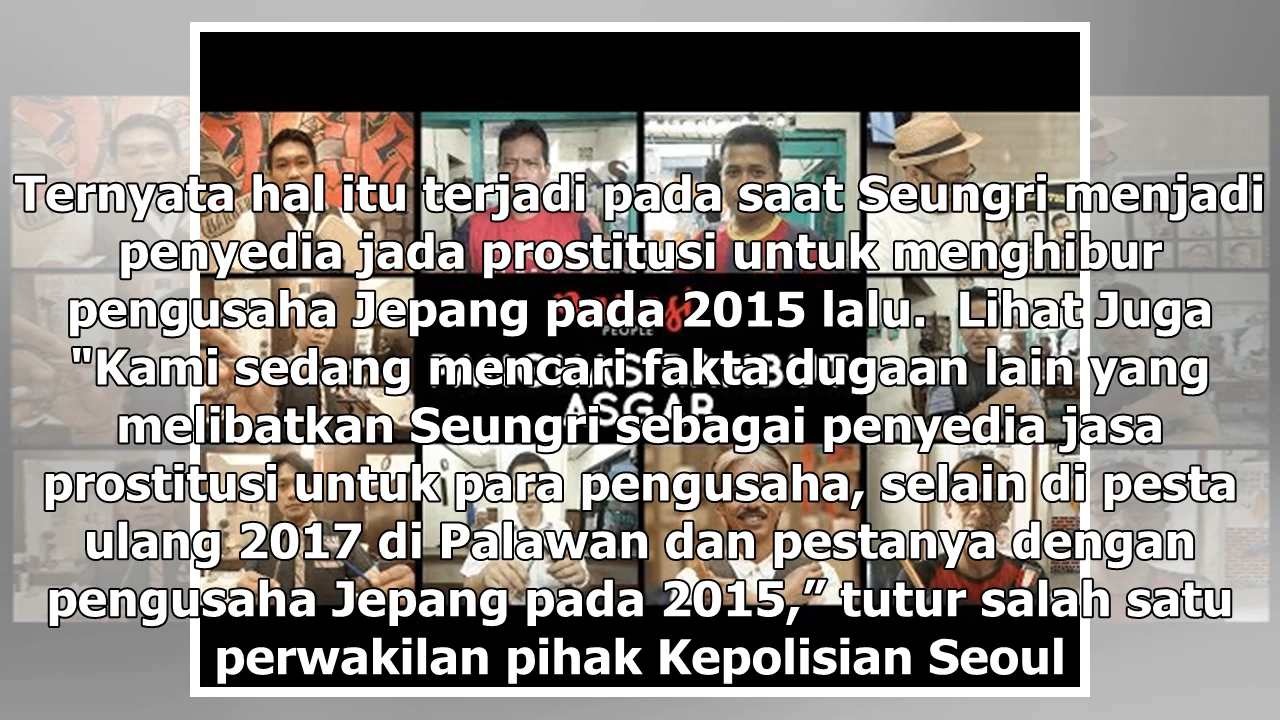 Ternyata hal itu terjadi pada saat Seungri menjadi
penyedia jada prostitusi untuk menghibur
pengusaha Jepang pada 2015 lalu. Lihat Juga
"Kami sedang mencari fakta dugaan lain yang
melibatkan Seungri sebagai penyedia jasa
prostitusi untuk para pengusaha, selain di pesta
ulang 2017 di Palawan dan pestanya dengan
pengusaha Jepang pada 2015,” tutur salah satu
perwakilan pihak Kepolisian Seoul
PEOPLE
ASGAR